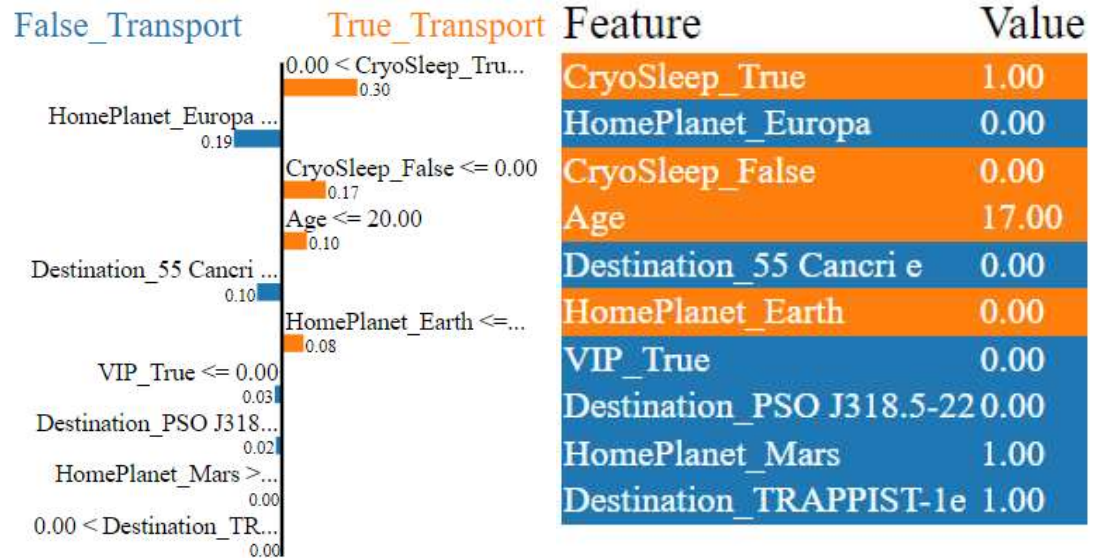 False_Transport True_Transport
0.00 < CryoSleep_Tru...
0.30
HomePlanet_Europa ...
0.19
CryoSleep_False <= 0.00
0.17
Age <= 20.00
0.10
Destination_55 Cancri ...
0.10
HomePlanet_Earth <=...
0.08
VIP_True <= 0.00
0.03
Destination_PSO J318...
0.02
HomePlanet_Mars >...
0.00
0.00 < Destination_TR...
0.00
Feature Value
CryoSleep_True 1.00
HomePlanet_Europa 0.00
CryoSleep_False 0.00
Age 17.00
Destination_55 Cancri e 0.00
HomePlanet_Earth 0.00
VIP_True 0.00
Destination_PSO J318.5-22 0.00
HomePlanet_Mars 1.00
Destination_TRAPPIST-1e 1.00